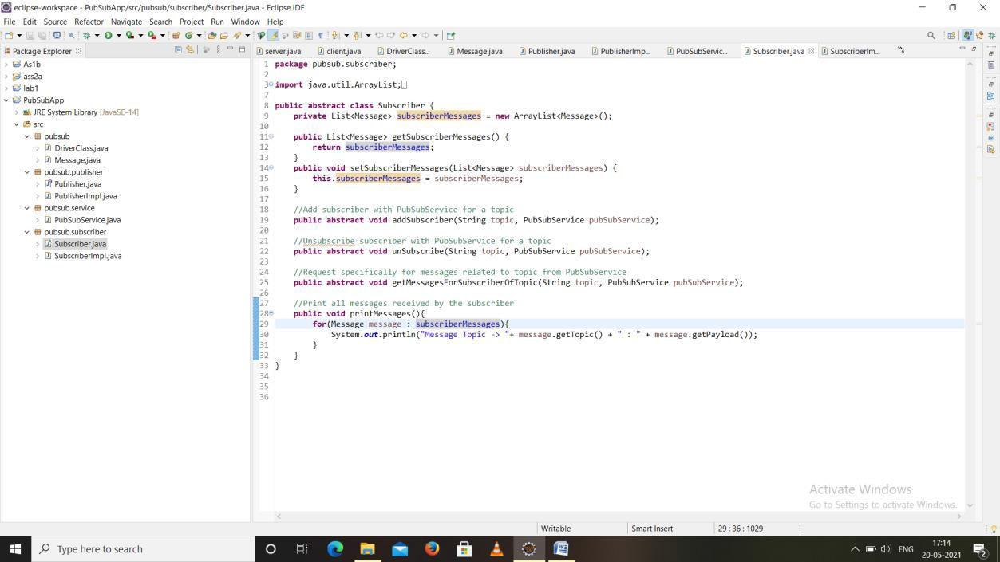 eclipse-workspace - PubSubApp/src/pubsub/subscriber/Subscriber.java - Eclipse IDE
File Edit Source Refactor Navigate Search Project Run Window Help
Package Explorer
As1b
ass2a
lab1
PubSubApp
JRE System Library [JavaSE-14]
src
pubsub
DriverClass.java
Message.java
pubsub.publisher
Publisher.java
PublisherImpl.java
pubsub.service
PubSubService.java
pubsub.subscriber
Subscriber.java
SubscriberImpl.java
server.java client.java DriverClass... Message.java Publisher.java PublisherImp... PubSubServic... Subscriber.java SubscriberIm... »6
1 package pubsub.subscriber;
2
3 import java.util.ArrayList;
7
8 public abstract class Subscriber {
9 private List<Message> subscriberMessages = new ArrayList<Message>();
10
11 public List<Message> getSubscriberMessages() {
12 return subscriberMessages;
13 }
14 public void setSubscriberMessages(List<Message> subscriberMessages) {
15 this.subscriberMessages = subscriberMessages;
16 }
17
18 //Add subscriber with PubSubService for a topic
19 public abstract void addSubscriber(String topic, PubSubService pubSubService);
20
21 //Unsubscribe subscriber with PubSubService for a topic
22 public abstract void unSubscribe(String topic, PubSubService pubSubService);
23
24 //Request specifically for messages related to topic from PubSubService
25 public abstract void getMessagesForSubscriberOfTopic(String topic, PubSubService pubSubService);
26
27 //Print all messages received by the subscriber
28 public void printMessages(){
29 for(Message message : subscriberMessages){
30 System.out.println("Message Topic -> "+ message.getTopic() + " : " + message.getPayload());
31 }
32 }
33 }
34
35
36
Activate Windows
Go to Settings to activate Windows.
Writable Smart Insert 29 : 36 : 1029
Type here to search
ENG
17:14
20-05-2021
2